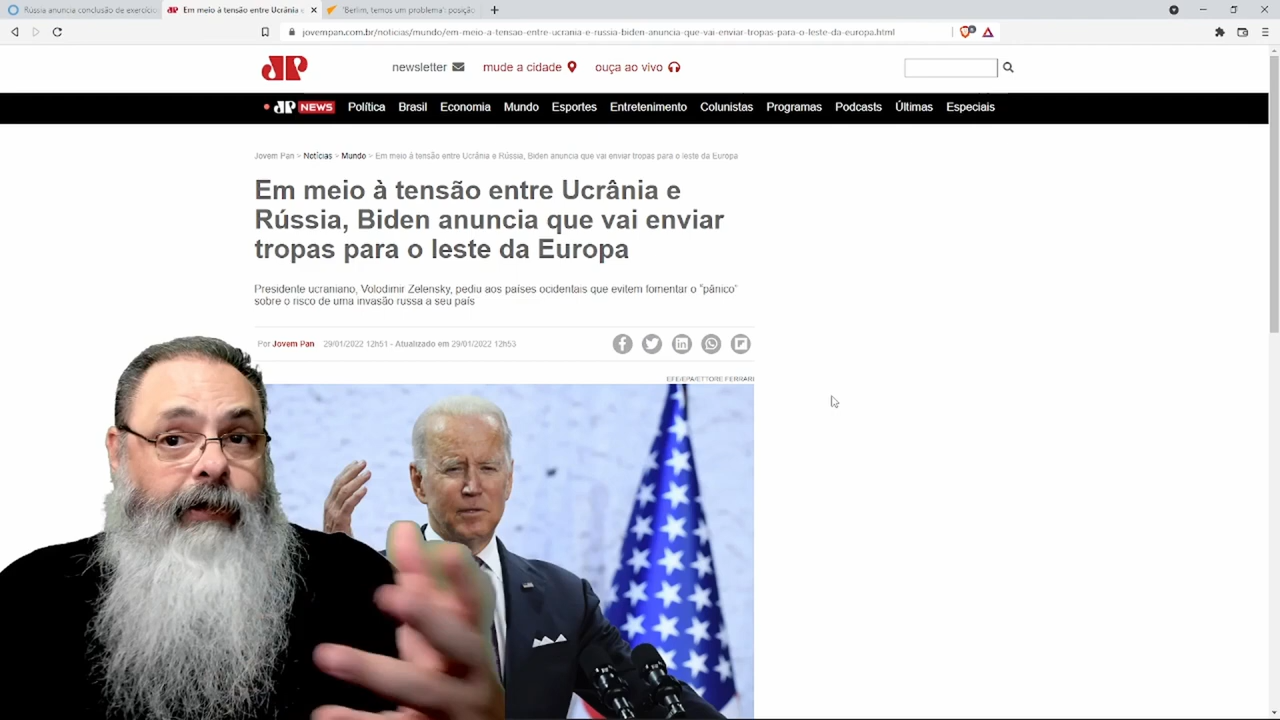 Rússia anuncia conclusão de exercício
Em meio à tensão entre Ucrânia e
"Berlim, temos um problema": posição
jovempan.com.br/noticias/mundo/em-meio-a-tensao-entre-ucrania-e-russia-biden-anuncia-que-vai-enviar-tropas-para-o-leste-da-europa.html
JP newsletter mude a cidade ouça ao vivo
JP NEWS Política Brasil Economia Mundo Esportes Entretenimento Colunistas Programas Podcasts Últimas Especiais
Jovem Pan > Notícias > Mundo > Em meio à tensão entre Ucrânia e Rússia, Biden anuncia que vai enviar tropas para o leste da Europa
Em meio à tensão entre Ucrânia e
Rússia, Biden anuncia que vai enviar
tropas para o leste da Europa
Presidente ucraniano, Volodimir Zelensky, pediu aos países ocidentais que evitem fomentar o "pânico"
sobre o risco de uma invasão russa a seu país
Por Jovem Pan 29/01/2022 12h51 - Atualizado em 29/01/2022 12h53
EFE/EPA/ETTORE FERRARI